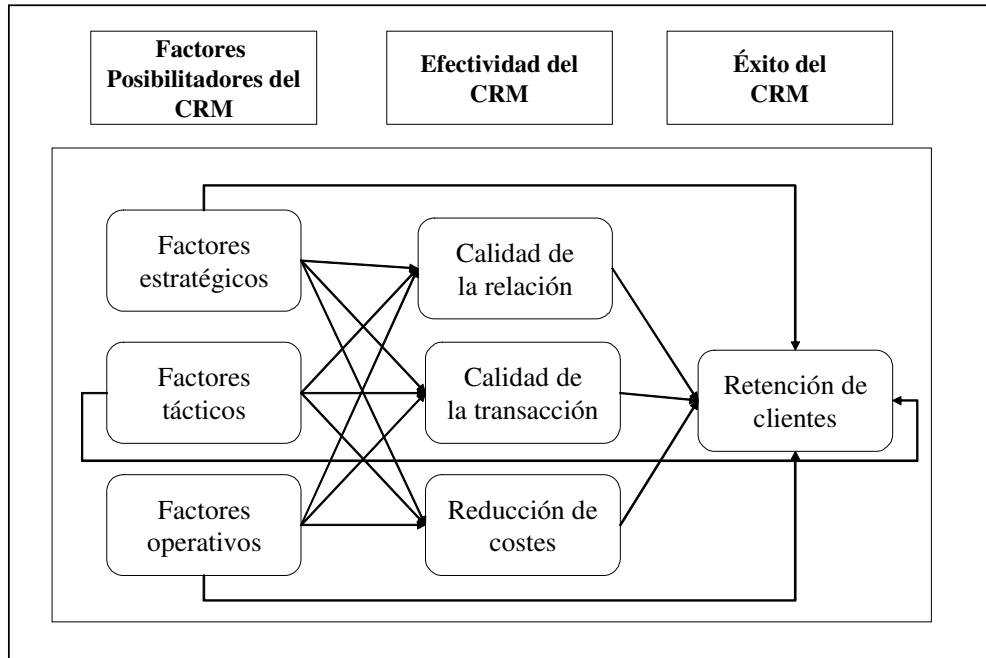 Factores
Posibilitadores del
CRM
Efectividad del
CRM
Éxito del
CRM
Factores
estratégicos
Calidad de
la relación
Factores
tácticos
Calidad de
la transacción
Retención de
clientes
Factores
operativos
Reducción de
costes